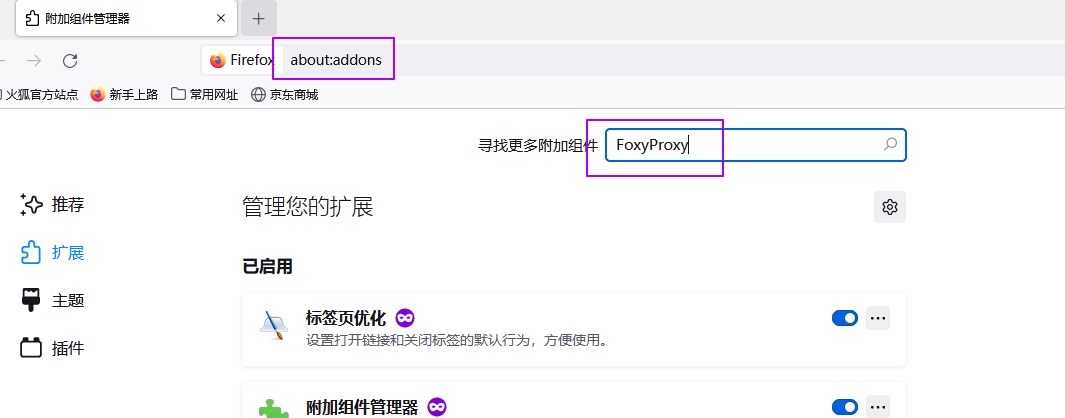 附加组件管理器
Firefox about:addons
火狐官方站点 新手上路 常用网址 京东商城
寻找更多附加组件 FoxyProxy
推荐
管理您的扩展
扩展
已启用
主题
标签页优化
设置打开链接和关闭标签的默认行为，方便使用。
插件
附加组件管理器